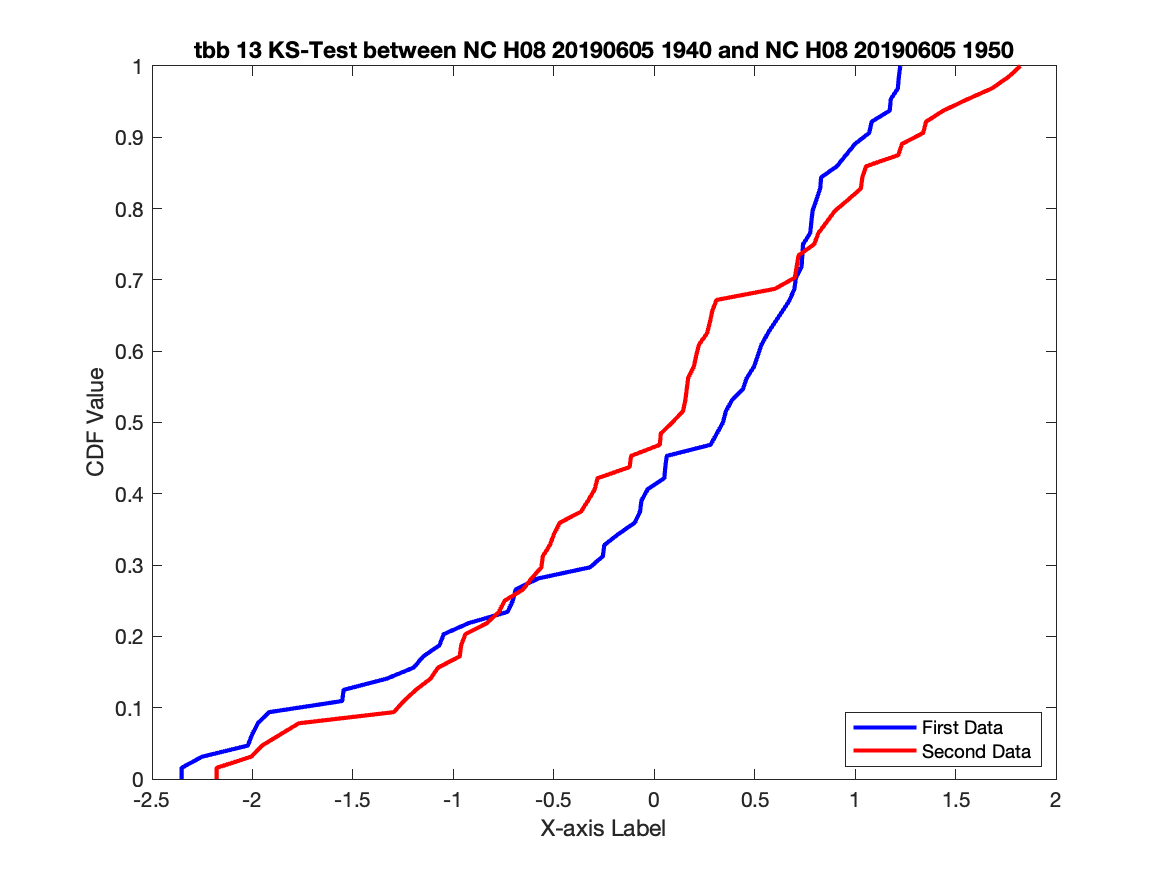 tbb 13 KS-Test between NC H08 20190605 1940 and NC H08 20190605 1950
1
0.9
0.8
0.7
0.6
0.5
0.4
0.3
0.2
0.1
0
CDF Value
-2.5 -2 -1.5 -1 -0.5 0 0.5 1 1.5 2
X-axis Label
First Data
Second Data